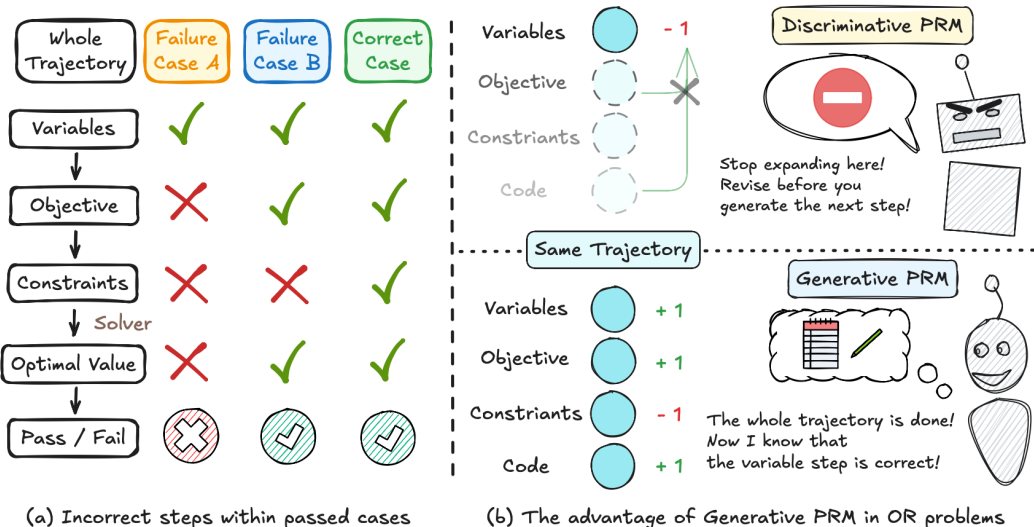 Whole
Trajectory
Failure
Case A
Failure
Case B
Correct
Case
Variables
Objective
Constraints
Solver
Optimal Value
Pass / Fail
(a) Incorrect steps within passed cases
Variables
- 1
Objective
Constriants
Code
Discriminative PRM
Stop expanding here!
Revise before you
generate the next step!
Same Trajectory
Variables
+ 1
Objective
+ 1
Constriants
- 1
Code
+ 1
Generative PRM
The whole trajectory is done!
Now I know that
the variable step is correct!
(b) The advantage of Generative PRM in OR problems